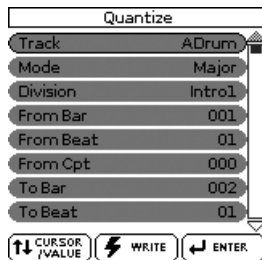 Quantize
Track ADrum
Mode Major
Division Intro1
From Bar 001
From Beat 01
From Cpt 000
To Bar 002
To Beat 01
CURSOR /VALUE WRITE ENTER